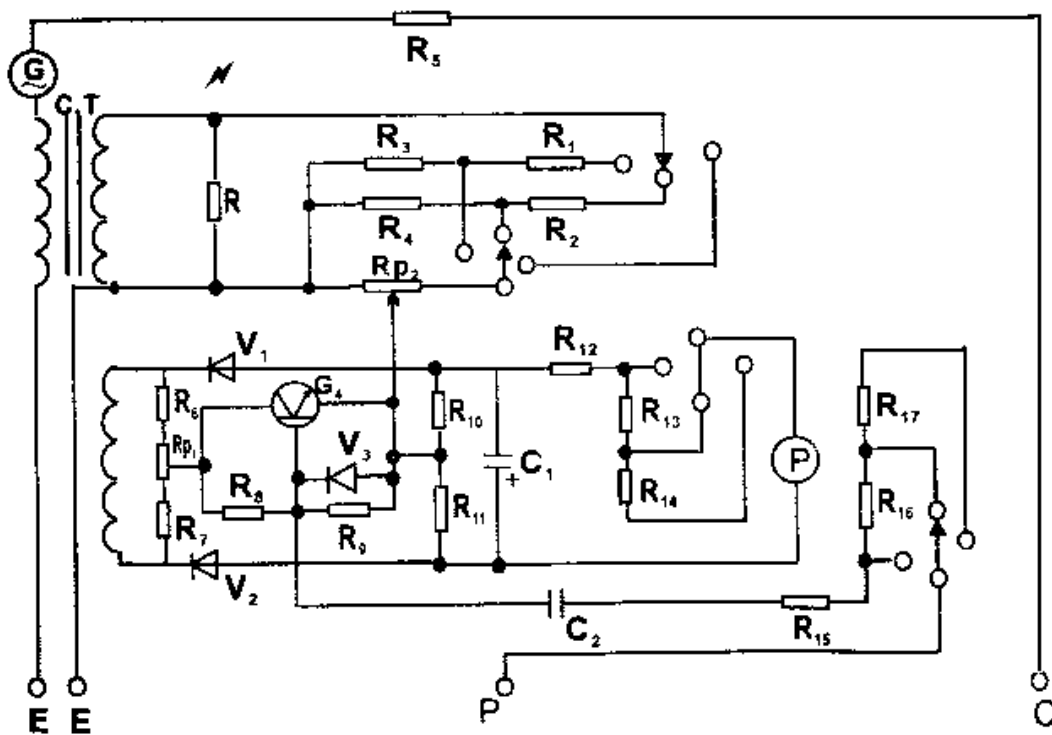 R₅
G
~
C T
R₃
R₁
R
R₄
R₂
Rp₂
V₁
R₁₂
G₄
R₆
R₁₀
R₁₃
R₁₇
Rp₁
V₃
C₁
P
+
R₈
R₁₄
R₁₆
R₇
R₉
R₁₁
V₂
C₂
R₁₅
E
E
P
C